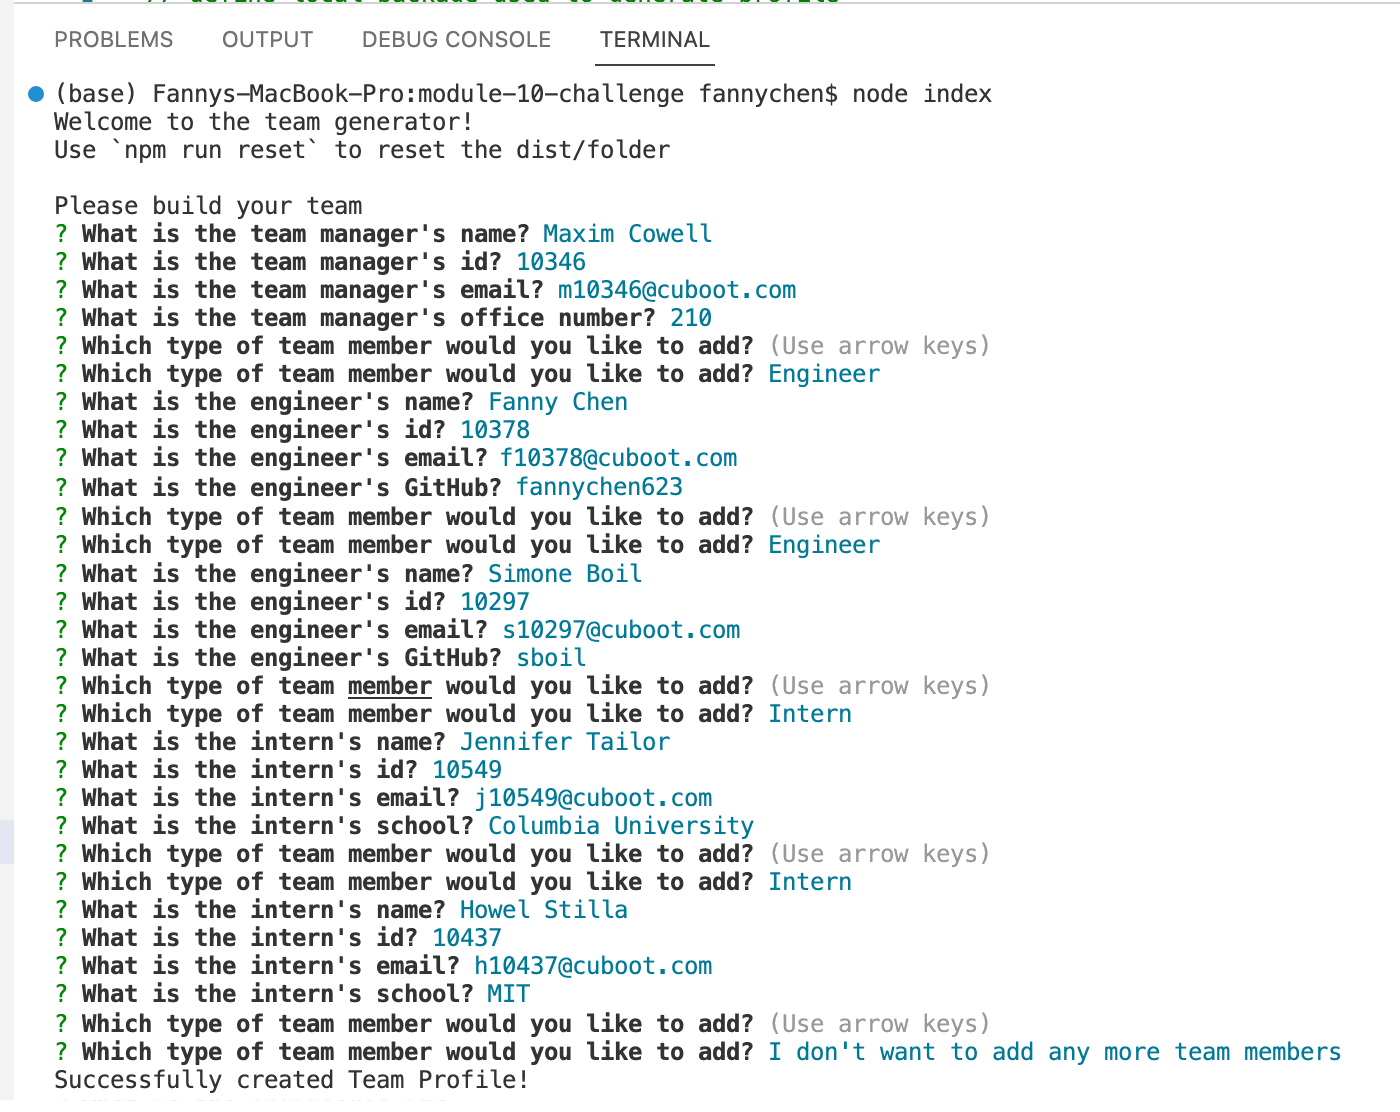 // define local package used to generate profile
PROBLEMS OUTPUT DEBUG CONSOLE TERMINAL
(base) Fannys-MacBook-Pro:module-10-challenge fannychen$ node index
Welcome to the team generator!
Use `npm run reset` to reset the dist/folder
Please build your team
? What is the team manager's name? Maxim Cowell
? What is the team manager's id? 10346
? What is the team manager's email? m10346@cuboot.com
? What is the team manager's office number? 210
? Which type of team member would you like to add? (Use arrow keys)
? Which type of team member would you like to add? Engineer
? What is the engineer's name? Fanny Chen
? What is the engineer's id? 10378
? What is the engineer's email? f10378@cuboot.com
? What is the engineer's GitHub? fannychen623
? Which type of team member would you like to add? (Use arrow keys)
? Which type of team member would you like to add? Engineer
? What is the engineer's name? Simone Boil
? What is the engineer's id? 10297
? What is the engineer's email? s10297@cuboot.com
? What is the engineer's GitHub? sboil
? Which type of team member would you like to add? (Use arrow keys)
? Which type of team member would you like to add? Intern
? What is the intern's name? Jennifer Tailor
? What is the intern's id? 10549
? What is the intern's email? j10549@cuboot.com
? What is the intern's school? Columbia University
? Which type of team member would you like to add? (Use arrow keys)
? Which type of team member would you like to add? Intern
? What is the intern's name? Howel Stilla
? What is the intern's id? 10437
? What is the intern's email? h10437@cuboot.com
? What is the intern's school? MIT
? Which type of team member would you like to add? (Use arrow keys)
? Which type of team member would you like to add? I don't want to add any more team members
Successfully created Team Profile!